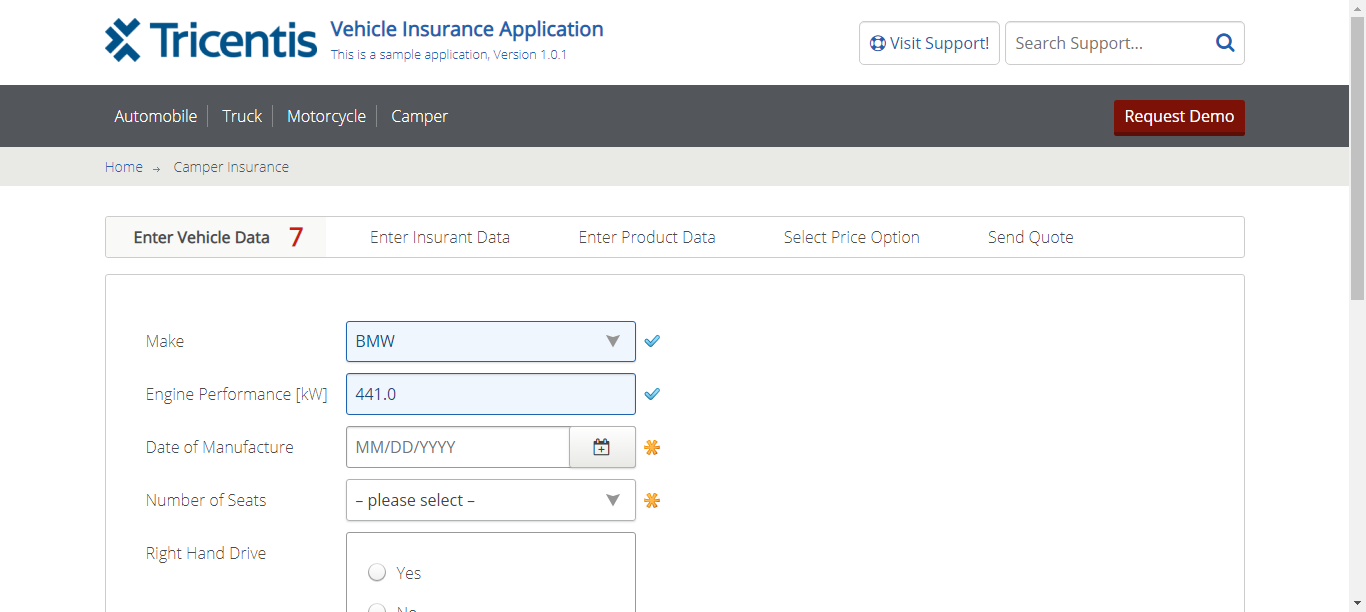 Tricentis
Vehicle Insurance Application
This is a sample application, Version 1.0.1
Visit Support!
Search Support...
Automobile
Truck
Motorcycle
Camper
Request Demo
Home → Camper Insurance
Enter Vehicle Data 7
Enter Insurant Data
Enter Product Data
Select Price Option
Send Quote
Make
BMW
Engine Performance [kW]
441.0
Date of Manufacture
MM/DD/YYYY
Number of Seats
– please select –
Right Hand Drive
Yes
No